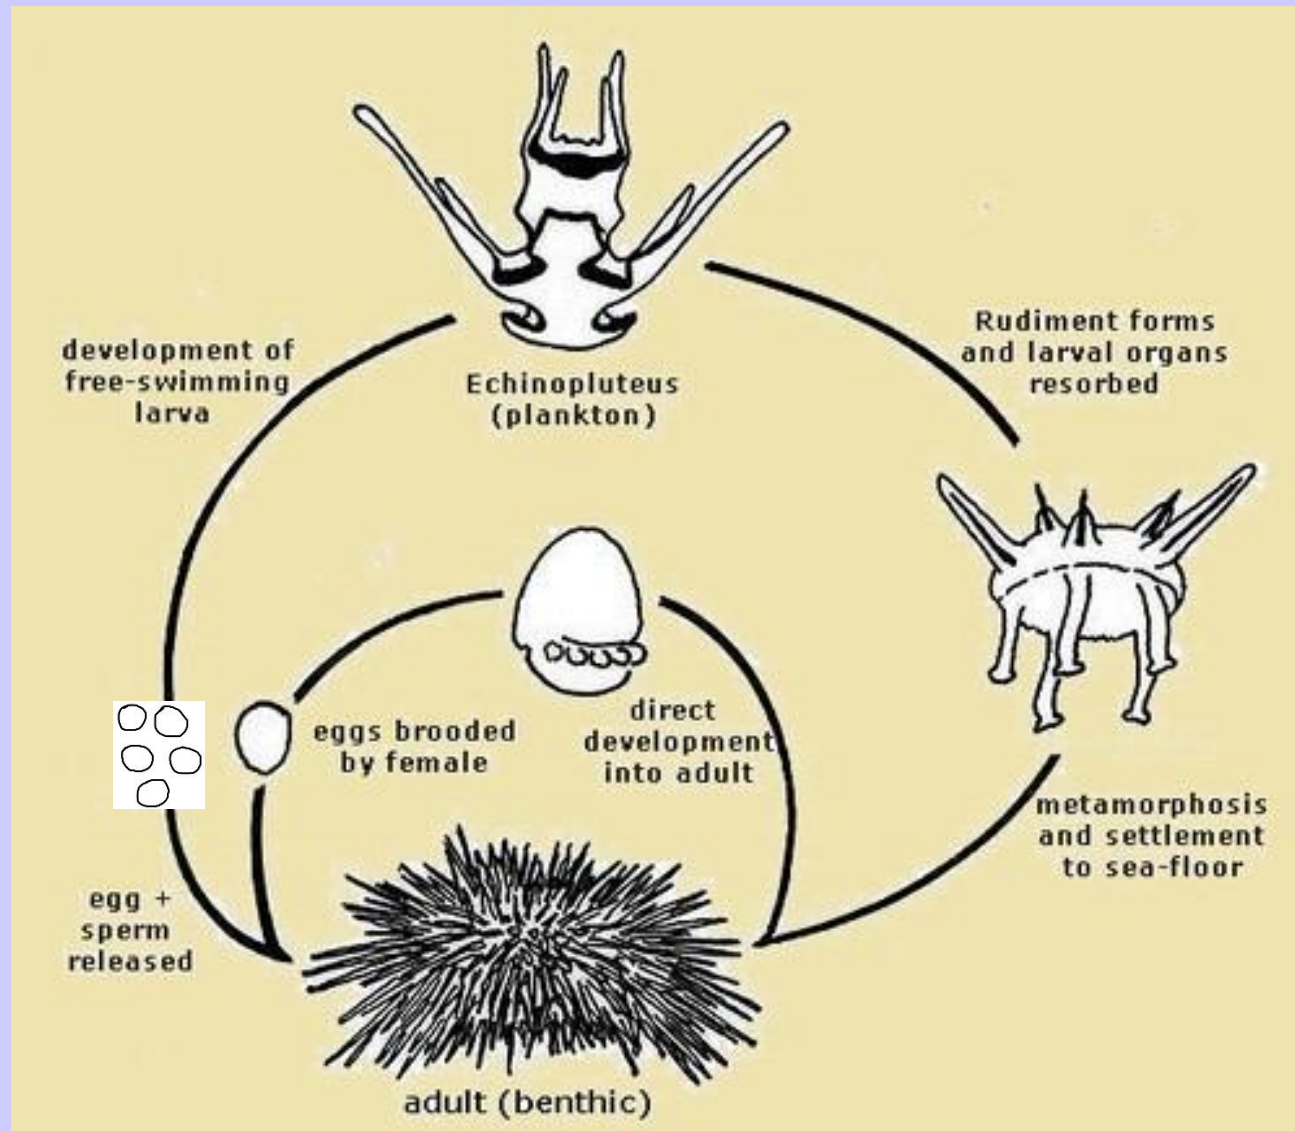 development of
free-swimming
larva
Echinopluteus
(plankton)
Rudiment forms
and larval organs
resorbed
eggs brooded
by female
direct
development
into adult
metamorphosis
and settlement
to sea-floor
egg +
sperm
released
adult (benthic)